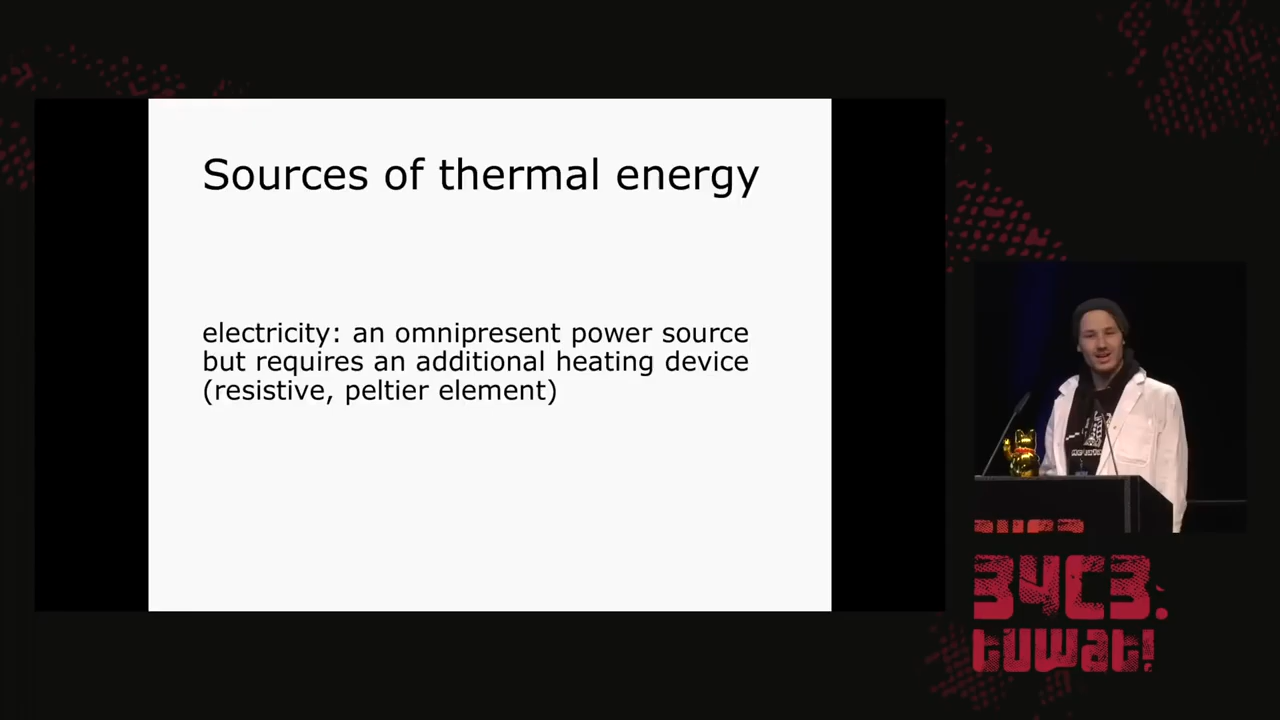 Sources of thermal energy
electricity: an omnipresent power source
but requires an additional heating device
(resistive, peltier element)
34C3.
tuwat!